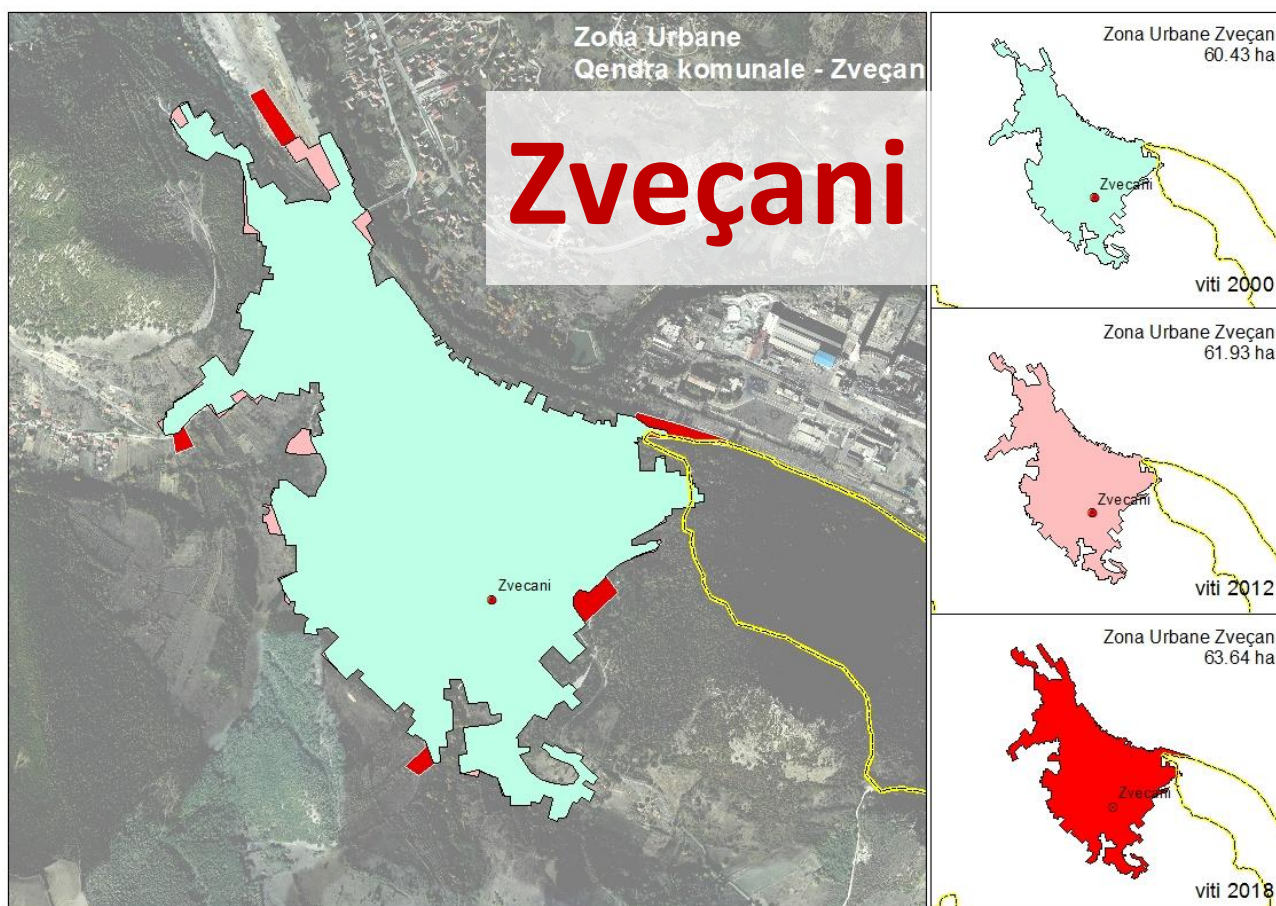 Zona Urbane
Qendra komunale - Zveçan
Zveçani
Zvecani
Zona Urbane Zveçan
60.43 ha
Zvecani
viti 2000
Zona Urbane Zveçan
61.93 ha
Zvecani
viti 2012
Zona Urbane Zveçan
63.64 ha
Zvecani
viti 2018